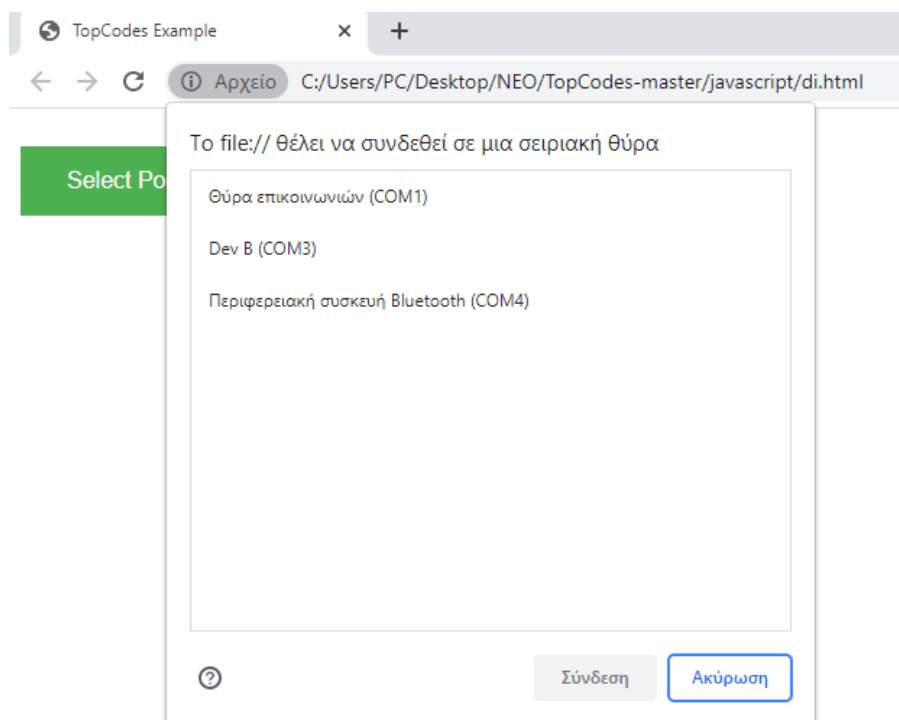 TopCodes Example
Αρχείο C:/Users/PC/Desktop/NEO/TopCodes-master/javascript/di.html
Το file:// θέλει να συνδεθεί σε μια σειριακή θύρα
Select Po
Θύρα επικοινωνιών (COM1)
Dev B (COM3)
Περιφερειακή συσκευή Bluetooth (COM4)
Σύνδεση Ακύρωση